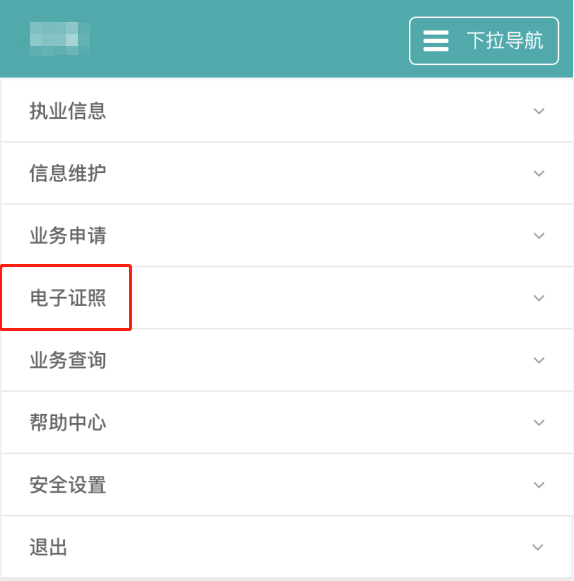 下拉导航
执业信息
信息维护
业务申请
电子证照
业务查询
帮助中心
安全设置
退出